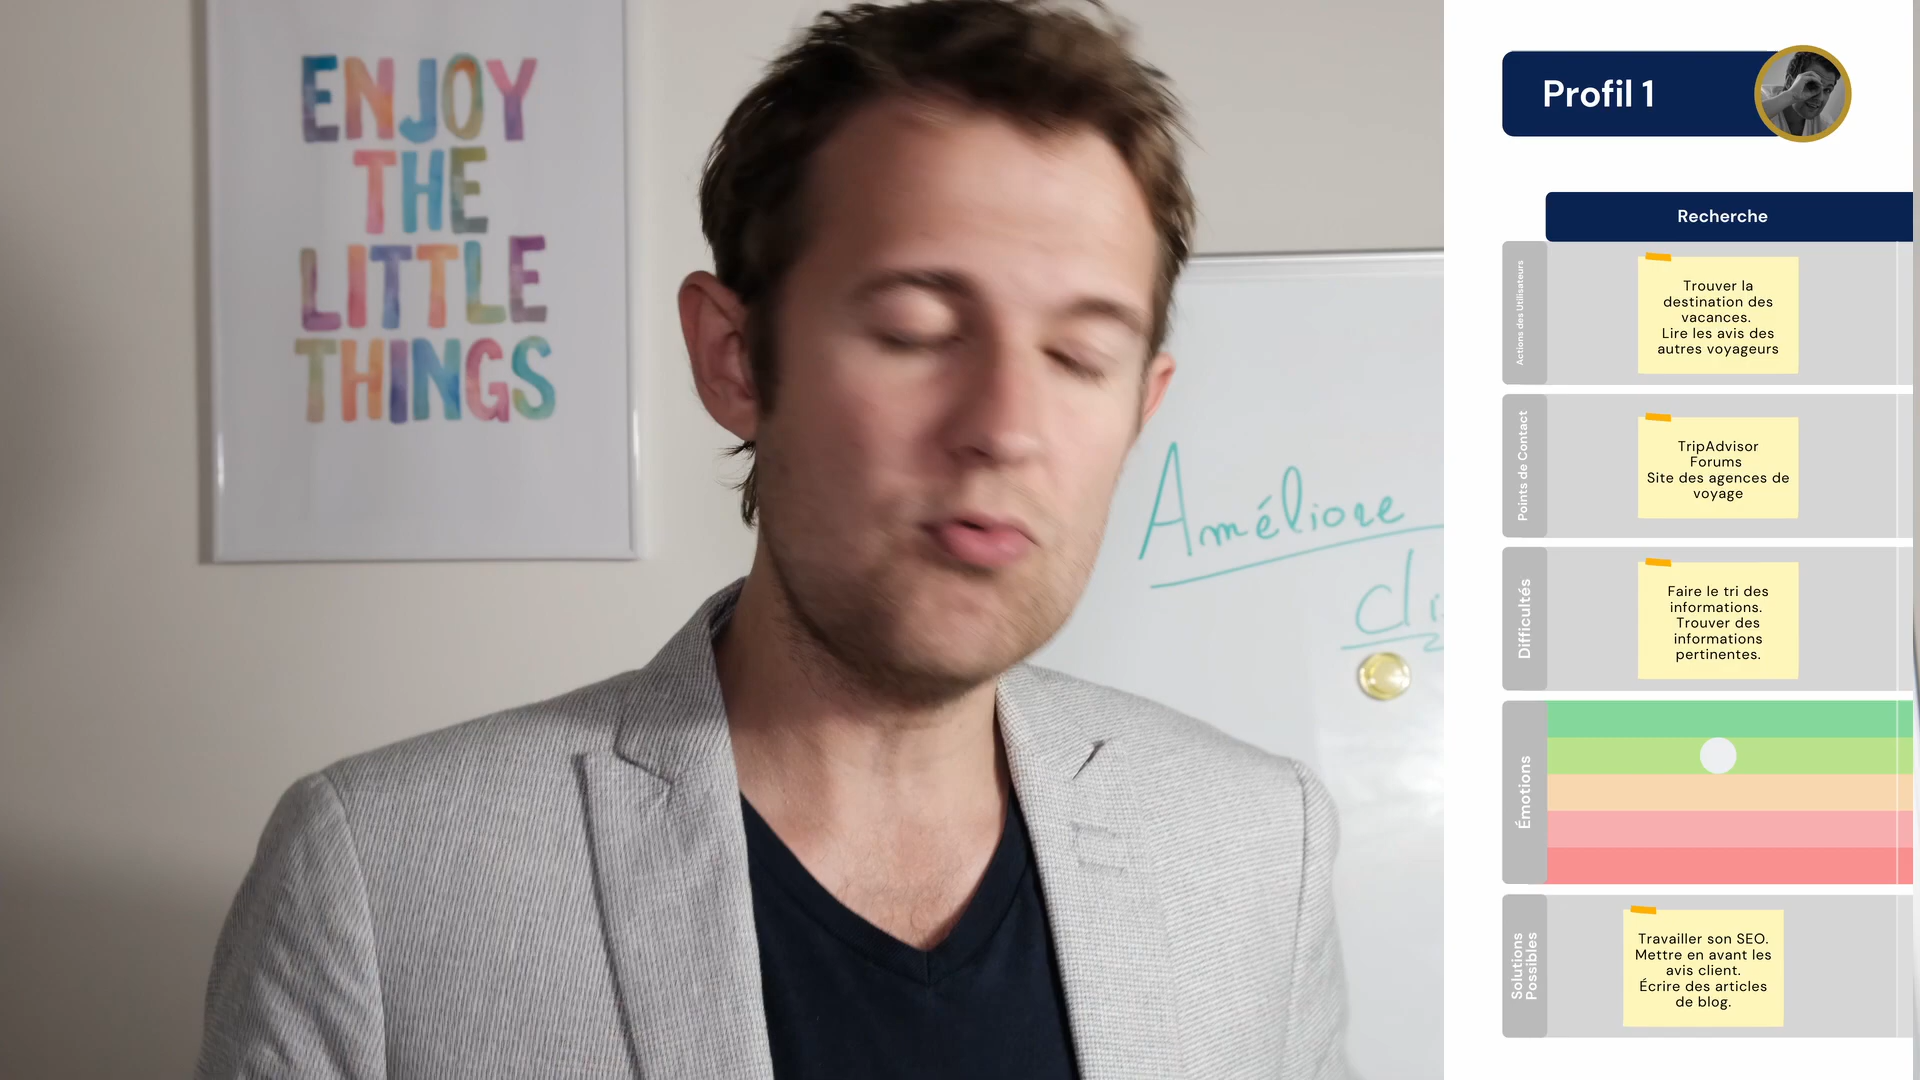 ENJOY
THE
LITTLE
THINGS
Améliore
cli
Profil 1
Recherche
Actions des Utilisateurs
Trouver la
destination des
vacances.
Lire les avis des
autres voyageurs
Points de Contact
TripAdvisor
Forums
Site des agences de
voyage
Difficultés
Faire le tri des
informations.
Trouver des
informations
pertinentes.
Émotions
Solutions
Possibles
Travailler son SEO.
Mettre en avant les
avis client.
Écrire des articles
de blog.